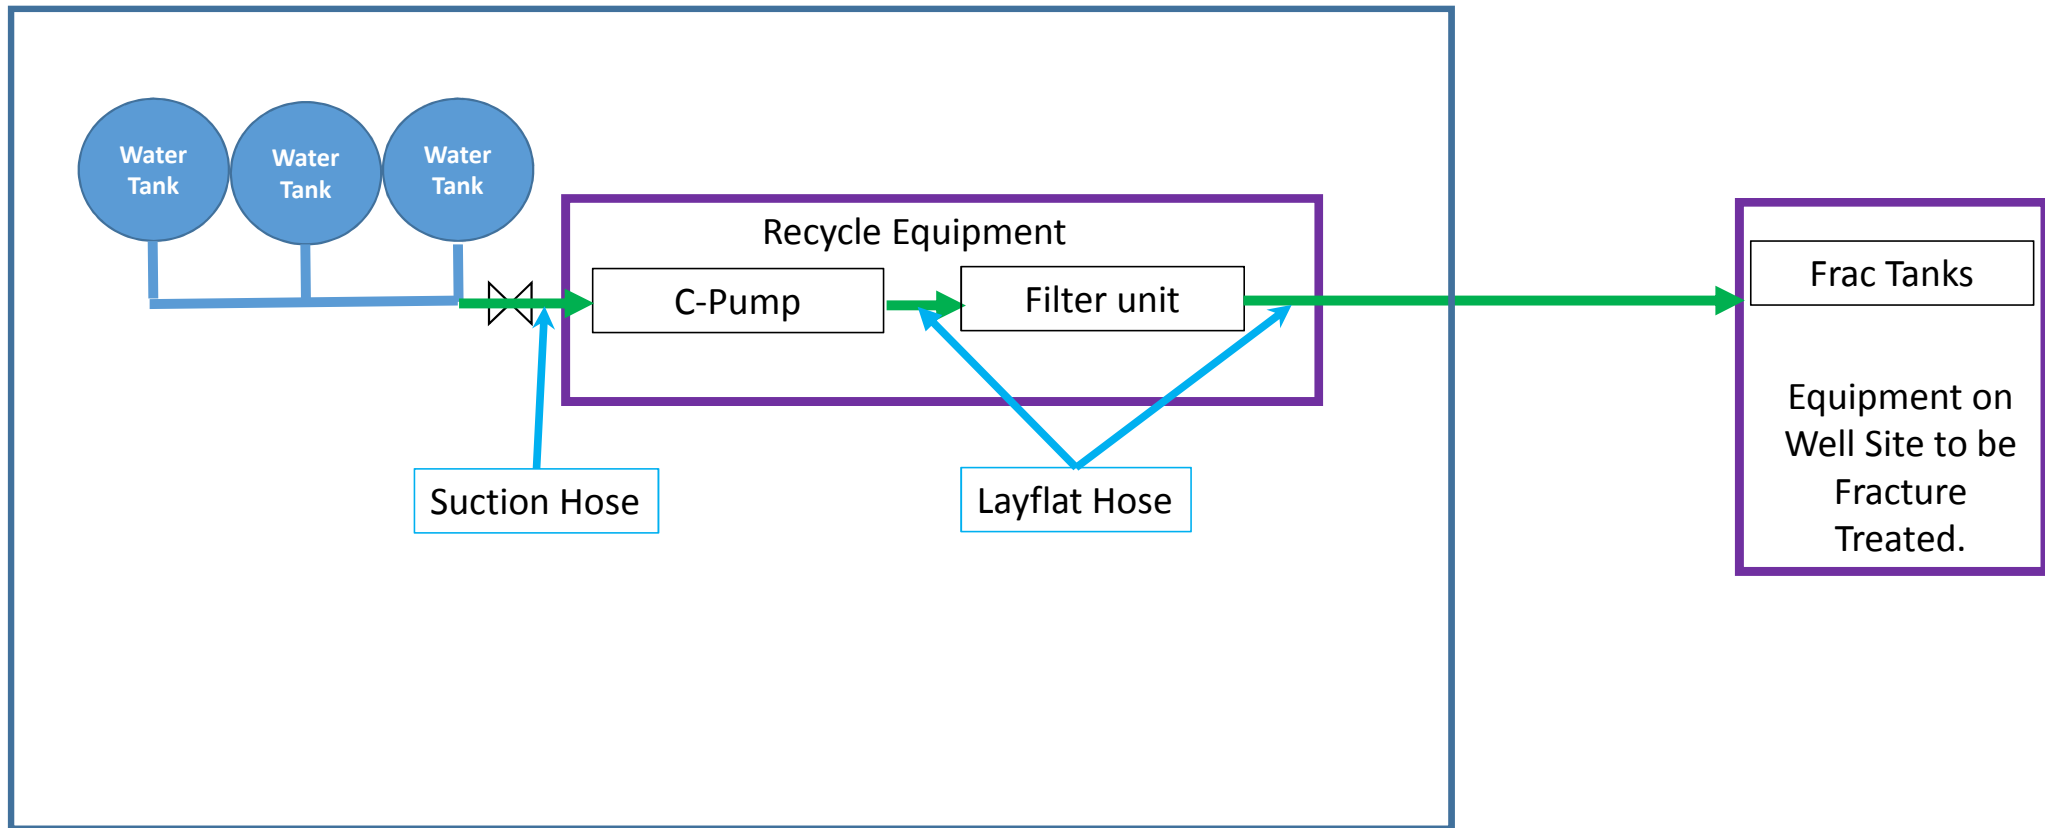 Water
Tank
Water
Tank
Water
Tank
Recycle Equipment
C-Pump
Filter unit
Frac Tanks
Equipment on
Well Site to be
Fracture
Treated.
Suction Hose
Layflat Hose